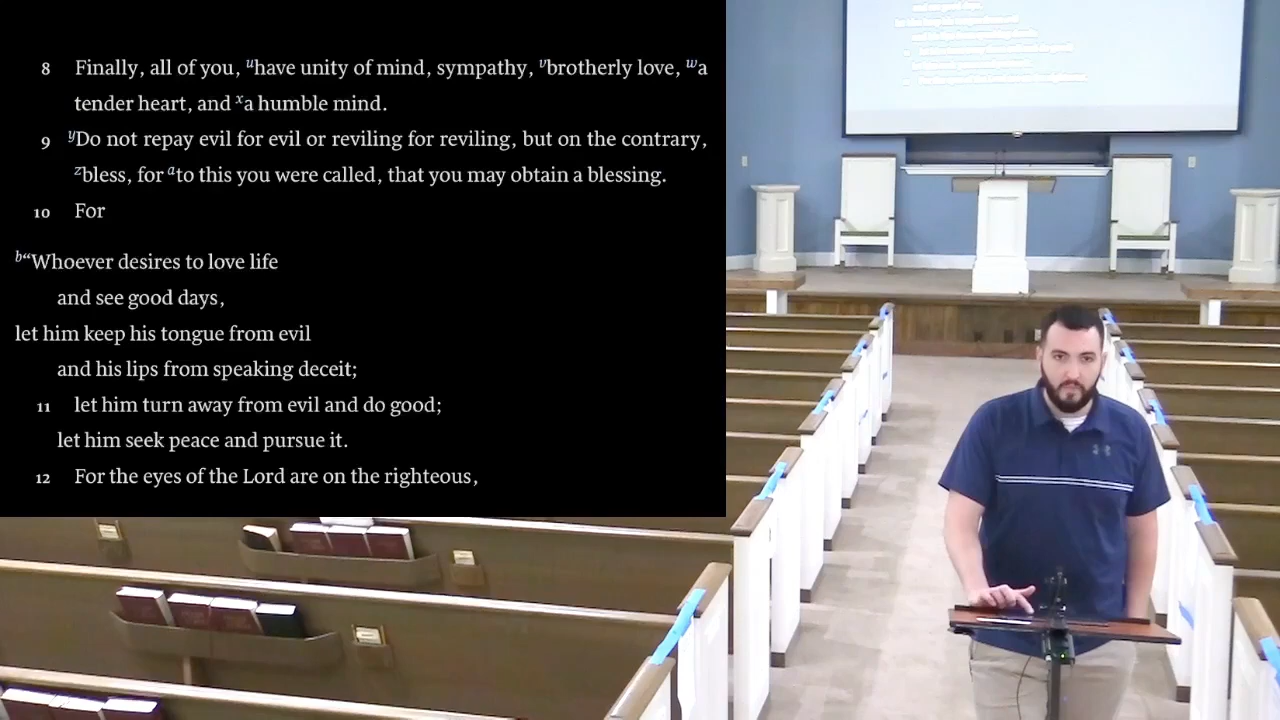 8 Finally, all of you, uhave unity of mind, sympathy, vbrotherly love, wa
tender heart, and xa humble mind.
9 yDo not repay evil for evil or reviling for reviling, but on the contrary,
zbless, for ato this you were called, that you may obtain a blessing.
10 For
b“Whoever desires to love life
and see good days,
let him keep his tongue from evil
and his lips from speaking deceit;
11 let him turn away from evil and do good;
let him seek peace and pursue it.
12 For the eyes of the Lord are on the righteous,